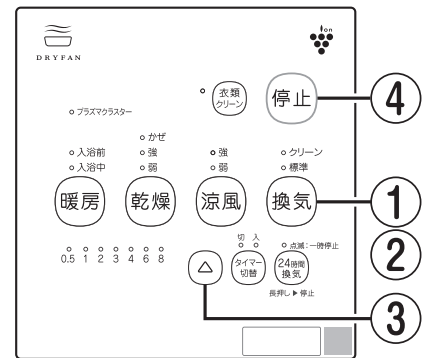 DRYFAN
ion
衣類
クリーン
停止
④
プラズマクラスター
かぜ
入浴前
強
強
クリーン
入浴中
弱
弱
標準
暖房
乾燥
涼風
換気
①
②
切 入
点滅:一時停止
0.5 1 2 3 4 6 8
△
タイマー
切替
24時間
換気
長押し▶停止
③